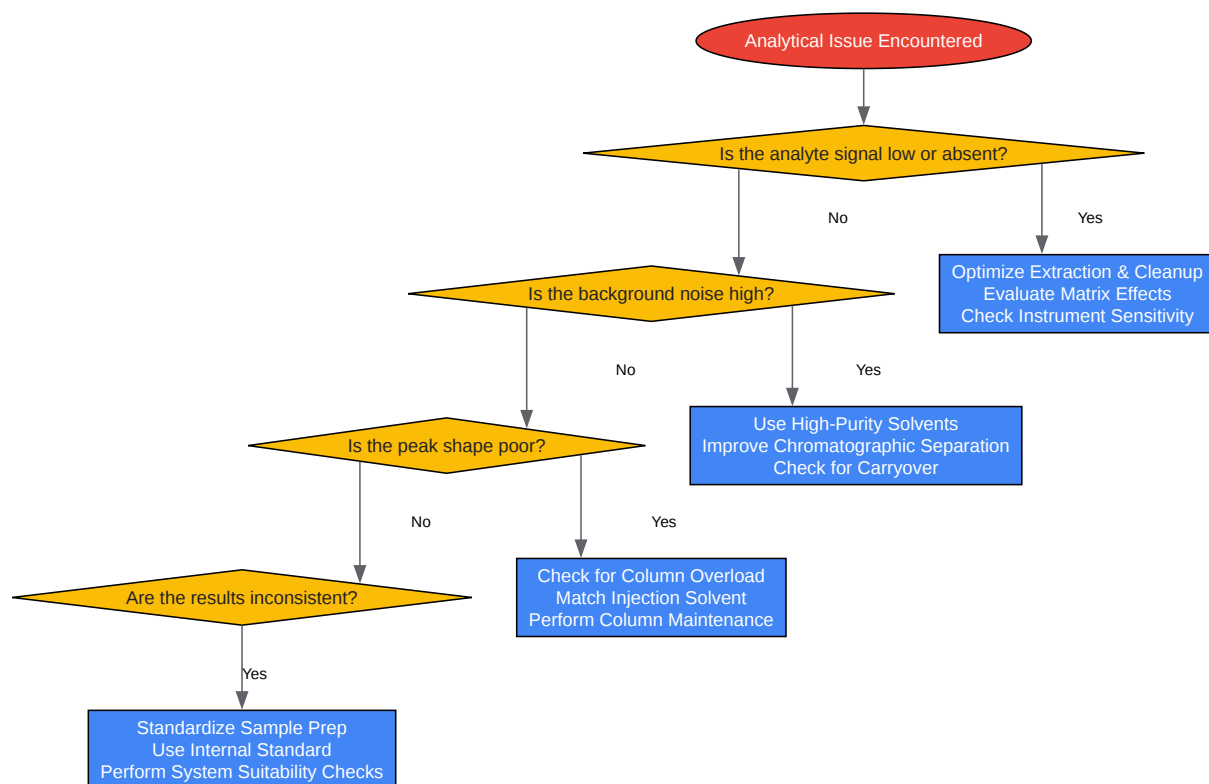 Analytical Issue Encountered
Is the analyte signal low or absent?
No
Yes
Optimize Extraction & Cleanup
Evaluate Matrix Effects
Check Instrument Sensitivity
Is the background noise high?
No
Yes
Use High-Purity Solvents
Improve Chromatographic Separation
Check for Carryover
Is the peak shape poor?
No
Yes
Check for Column Overload
Match Injection Solvent
Perform Column Maintenance
Are the results inconsistent?
Yes
Standardize Sample Prep
Use Internal Standard
Perform System Suitability Checks